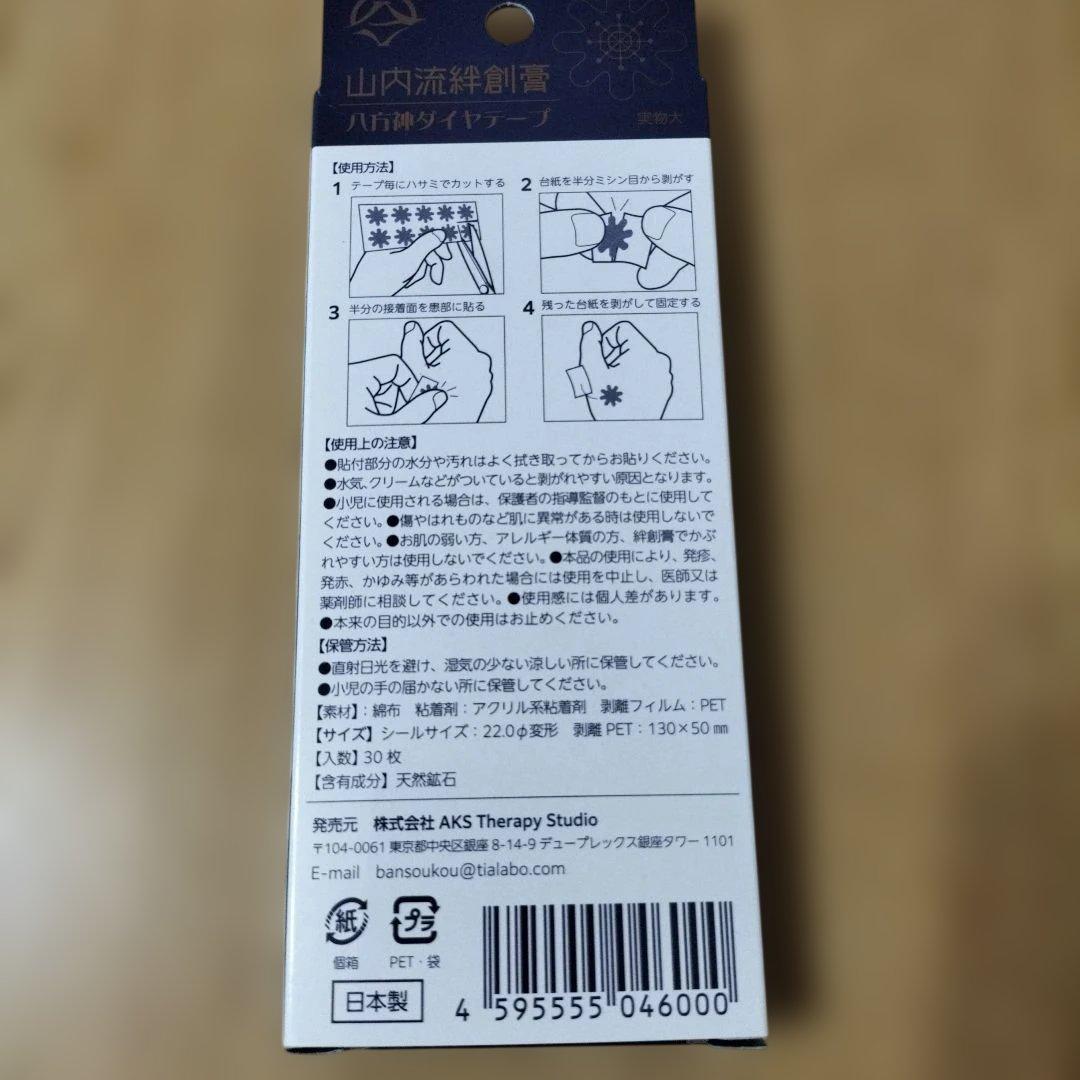 山内流絆創膏
八方神ダイヤテープ
実物大
【使用方法】
1 テープ毎にハサミでカットする
2 台紙を半分ミシン目から剥がす
3 半分の接着面を患部に貼る
4 残った台紙を剥がして固定する
【使用上の注意】
●貼付部分の水分や汚れはよく拭き取ってからお貼りください。
●水気、クリームなどがついていると剥がれやすい原因となります。
●小児に使用される場合は、保護者の指導監督のもとに使用して
ください。●傷やはれものなど肌に異常がある時は使用しないで
ください。●お肌の弱い方、アレルギー体質の方、絆創膏でかぶ
れやすい方は使用しないでください。●本品の使用により、発疹、
発赤、かゆみ等があらわれた場合には使用を中止し、医師又は
薬剤師に相談してください。●使用感には個人差があります。
●本来の目的以外での使用はお止めください。
【保管方法】
●直射日光を避け、湿気の少ない涼しい所に保管してください。
●小児の手の届かない所に保管してください。
【素材】：綿布 粘着剤：アクリル系粘着剤 剥離フィルム：PET
【サイズ】シールサイズ：22.0φ変形 剥離PET：130×50㎜
【入数】30枚
【含有成分】天然鉱石
発売元 株式会社 AKS Therapy Studio
〒104-0061 東京都中央区銀座 8-14-9 デュープレックス銀座タワー 1101
E-mail bansoukou@tialabo.com
紙 プラ
個箱 PET・袋
日本製
4 595555 046000